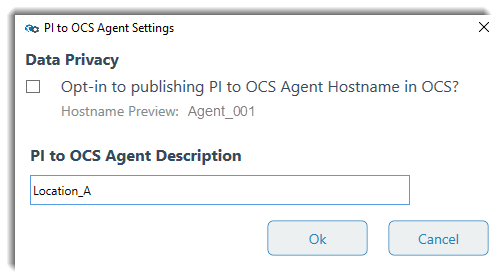 PI to OCS Agent Settings
Data Privacy
Opt-in to publishing PI to OCS Agent Hostname in OCS?
Hostname Preview: Agent_001
PI to OCS Agent Description
Location_A
Ok Cancel